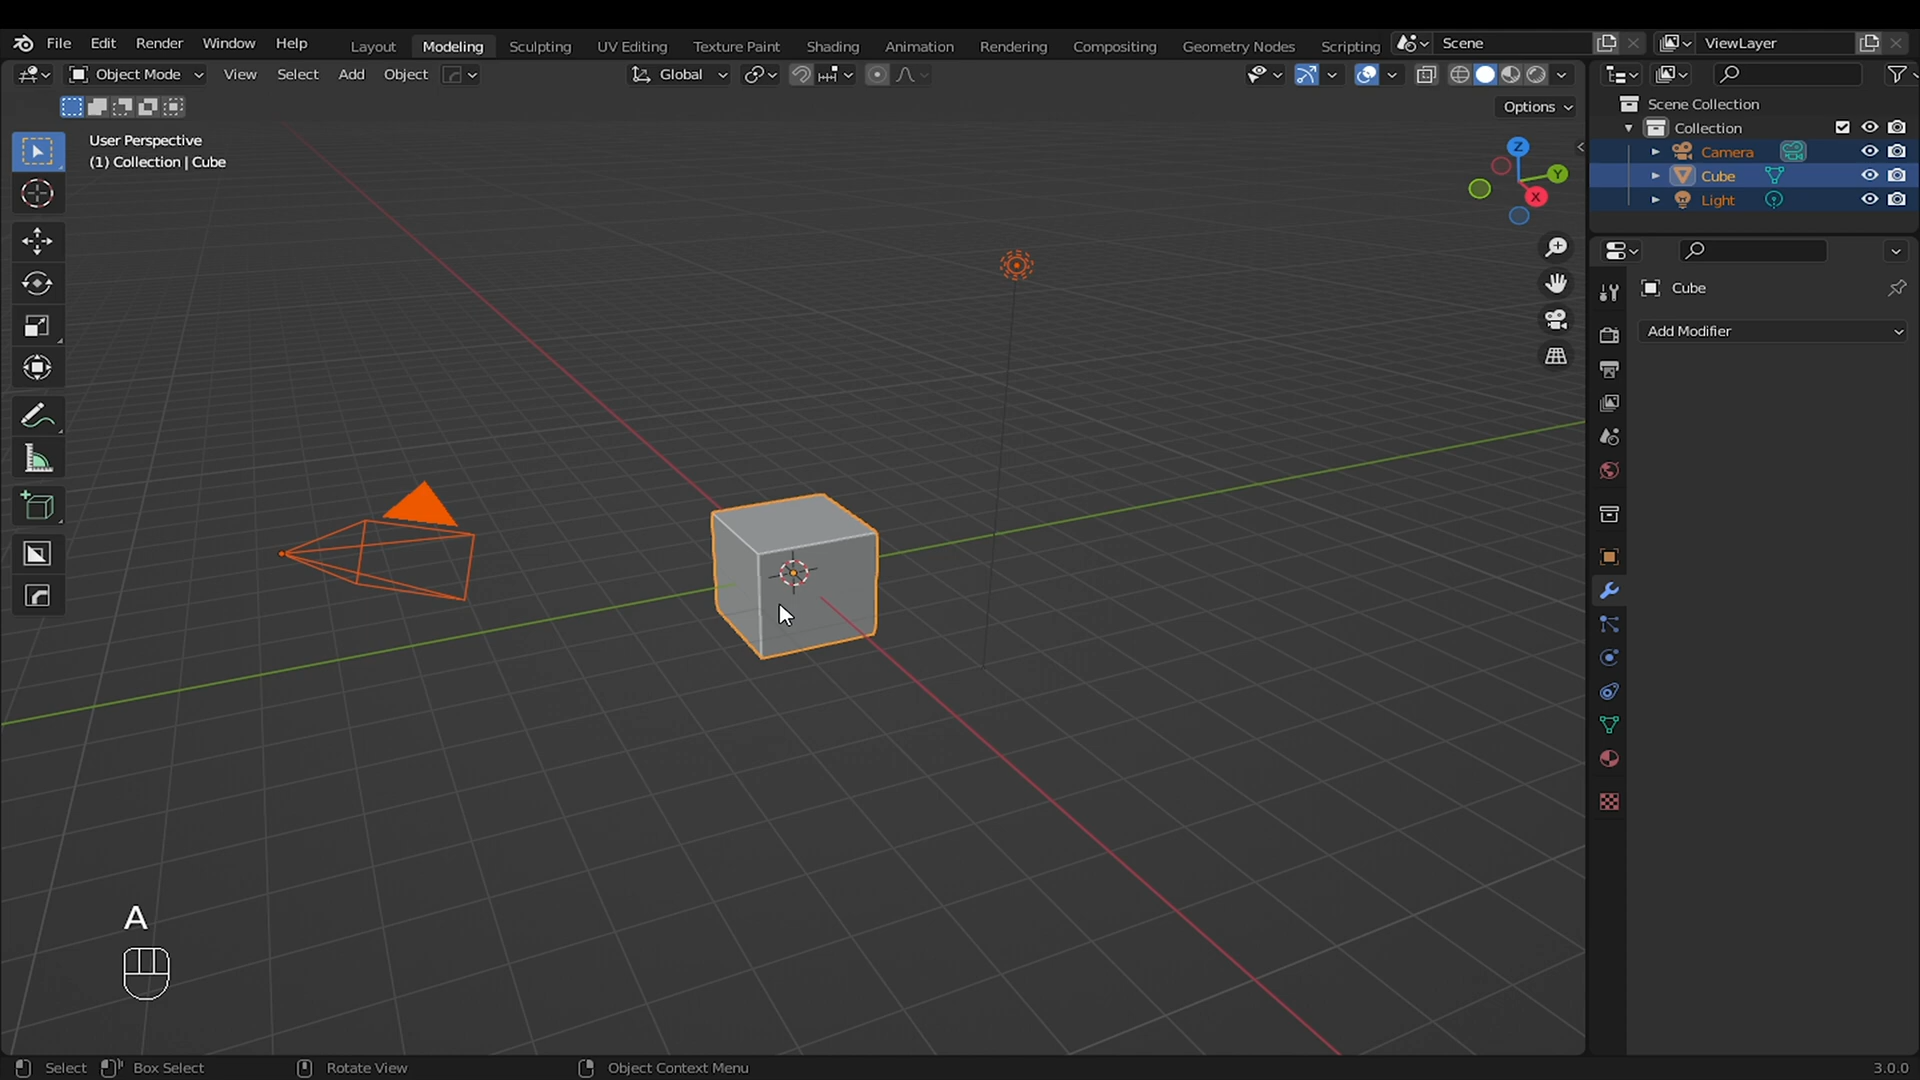 File Edit Render Window Help Layout Modeling Sculpting UV Editing Texture Paint Shading Animation Rendering Compositing Geometry Nodes Scripting Scene ViewLayer
Object Mode View Select Add Object Global
Options
User Perspective
(1) Collection | Cube
Z
Y
X
Scene Collection
Collection
Camera
Cube
Light
Cube
Add Modifier
A
Select Box Select Rotate View Object Context Menu 3.0.0